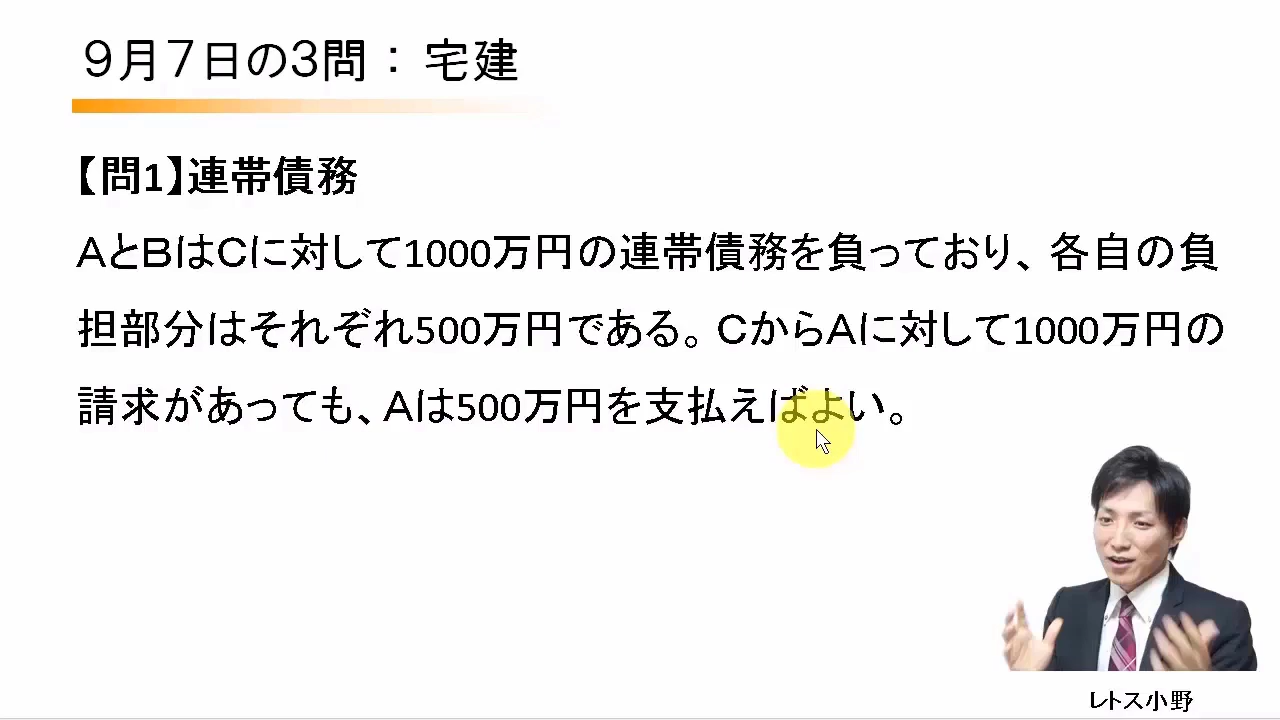 ９月７日の３問：宅建
【問1】連帯債務
ＡとＢはＣに対して1000万円の連帯債務を負っており、各自の負
担部分はそれぞれ500万円である。ＣからＡに対して1000万円の
請求があっても、Ａは500万円を支払えばよい。
レトス小野